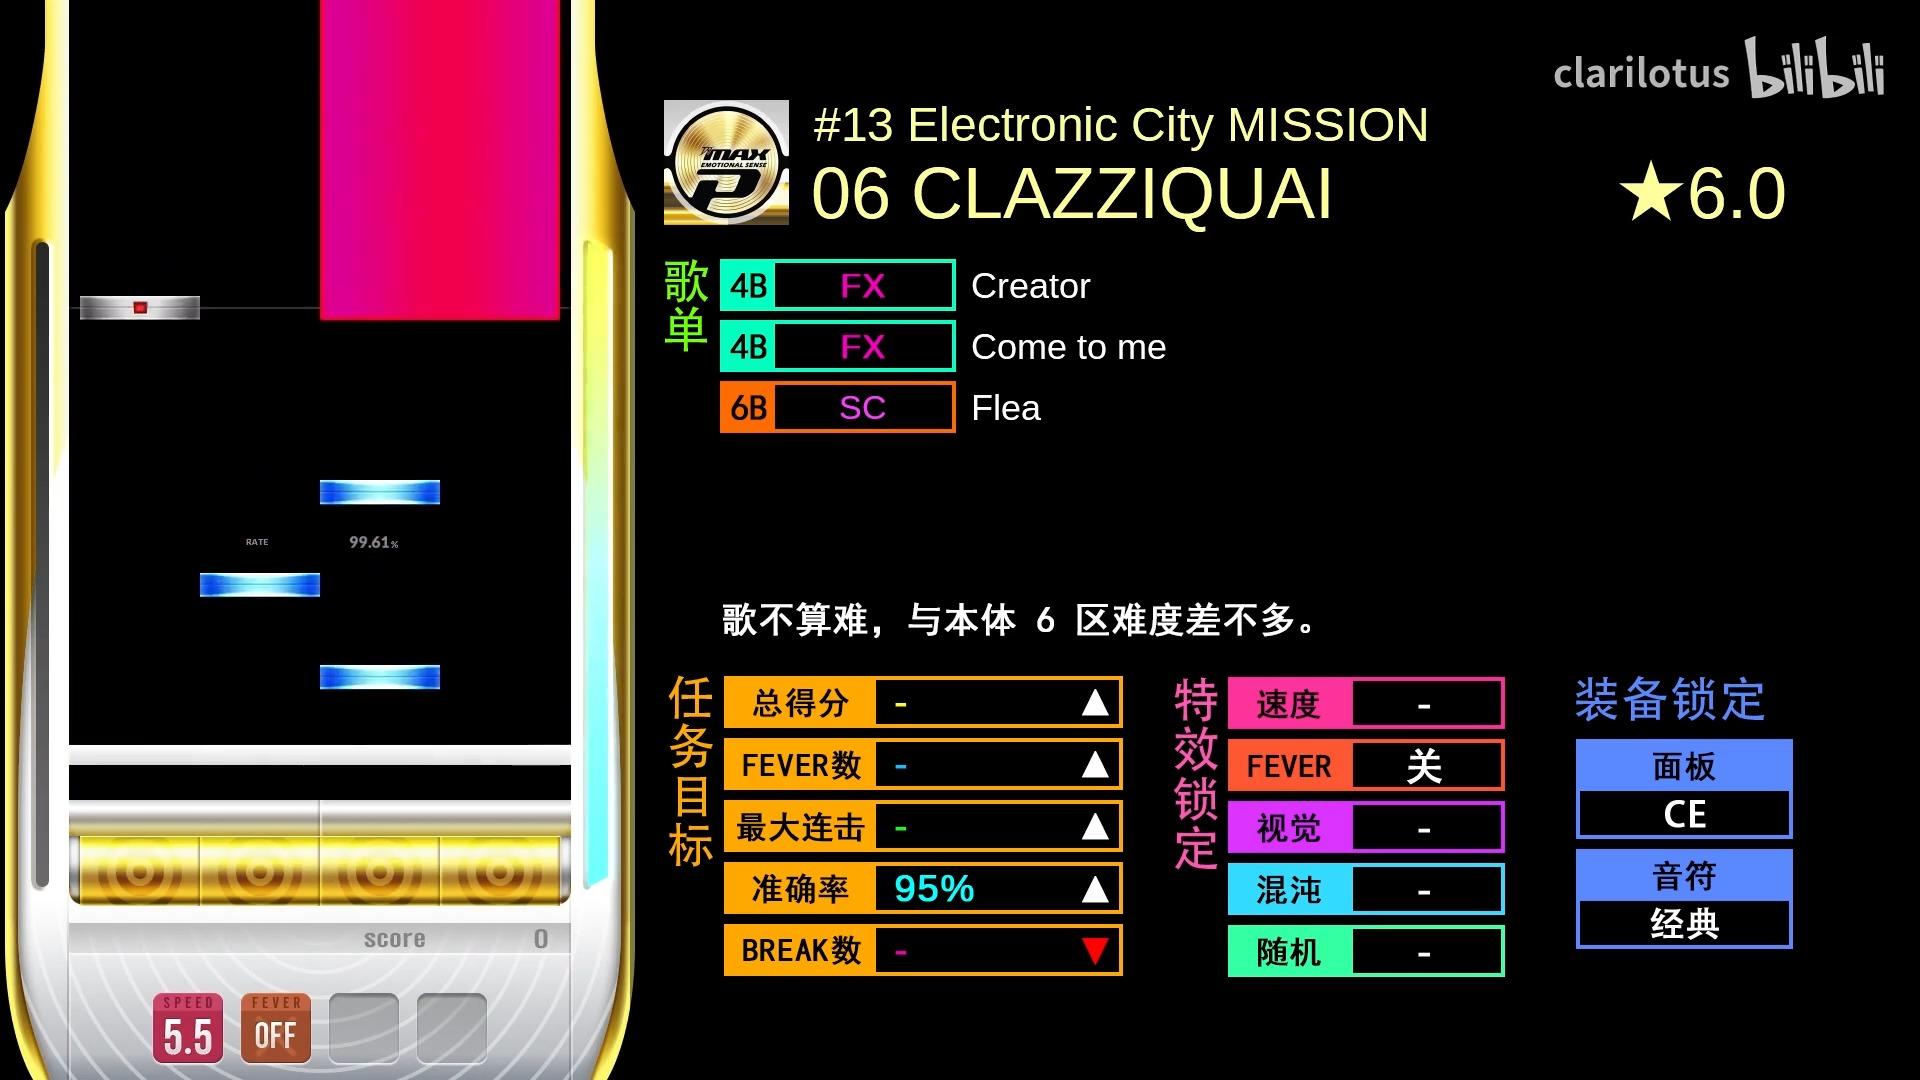 clarilotus bilibili
#13 Electronic City MISSION
06 CLAZZIQUAI
★6.0
MAX
EMOTIONAL SENSE
歌单
4B FX Creator
4B FX Come to me
6B SC Flea
RATE 99.61%
歌不算难，与本体 6 区难度差不多。
任务目标
总得分 - ▲
FEVER数 - ▲
最大连击 - ▲
准确率 95% ▲
BREAK数 - ▼
特效锁定
速度 -
FEVER 关
视觉 -
混沌 -
随机 -
装备锁定
面板
CE
音符
经典
score 0
SPEED
5.5
FEVER
OFF